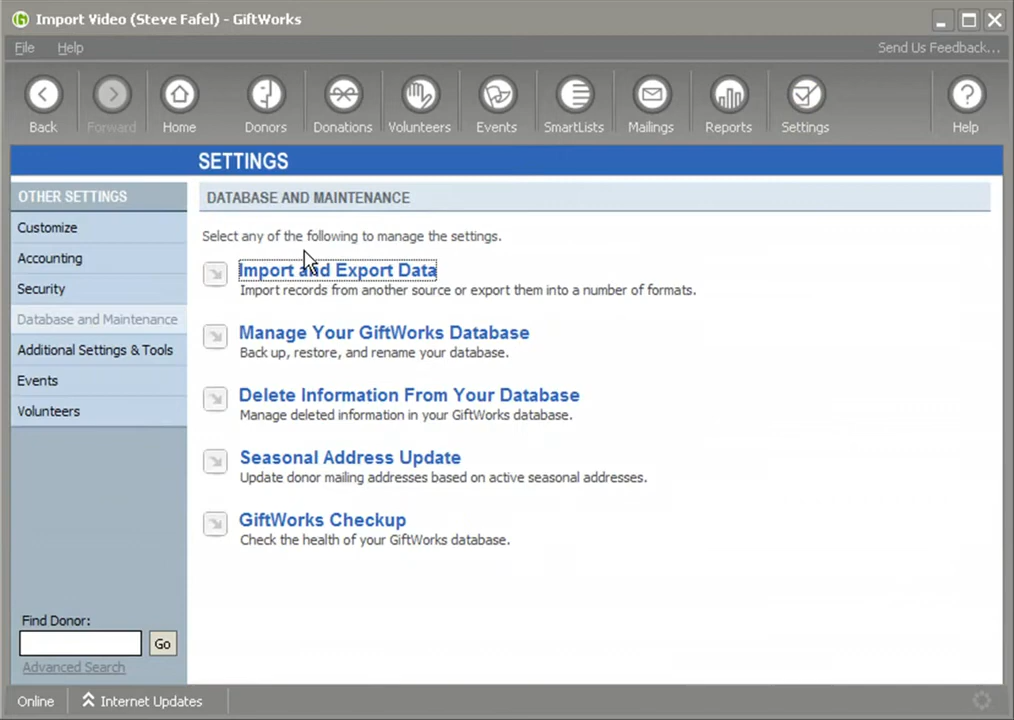 Import Video (Steve Fafel) - GiftWorks
File Help Send Us Feedback...
Back Forward Home Donors Donations Volunteers Events SmartLists Mailings Reports Settings Help
SETTINGS
OTHER SETTINGS
Customize
Accounting
Security
Database and Maintenance
Additional Settings & Tools
Events
Volunteers
Find Donor:
Go
Advanced Search
DATABASE AND MAINTENANCE
Select any of the following to manage the settings.
Import and Export Data
Import records from another source or export them into a number of formats.
Manage Your GiftWorks Database
Back up, restore, and rename your database.
Delete Information From Your Database
Manage deleted information in your GiftWorks database.
Seasonal Address Update
Update donor mailing addresses based on active seasonal addresses.
GiftWorks Checkup
Check the health of your GiftWorks database.
Online Internet Updates